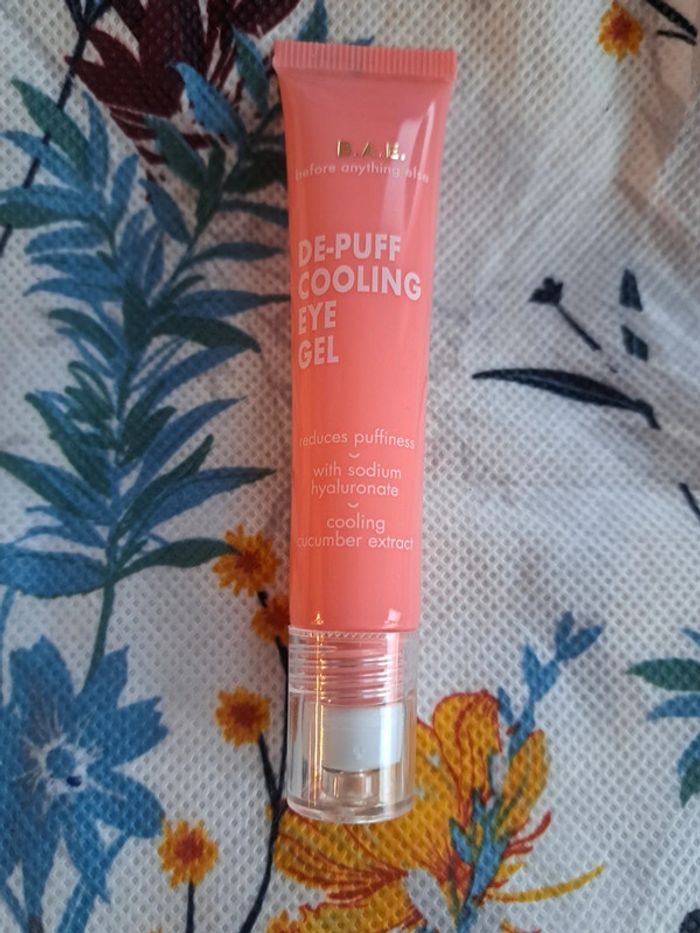 B.A.E.
before anything else
DE-PUFF
COOLING
EYE
GEL
reduces puffiness
with sodium
hyaluronate
cooling
cucumber extract